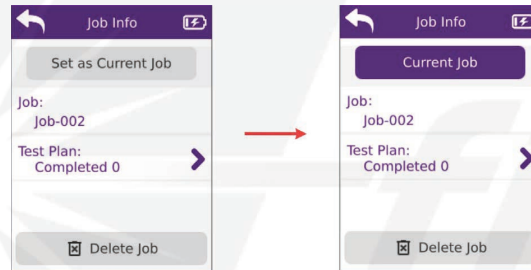 Job Info
Set as Current Job
Job:
Job-002
Test Plan:
Completed 0
Delete Job
Job Info
Current Job
Job:
Job-002
Test Plan:
Completed 0
Delete Job